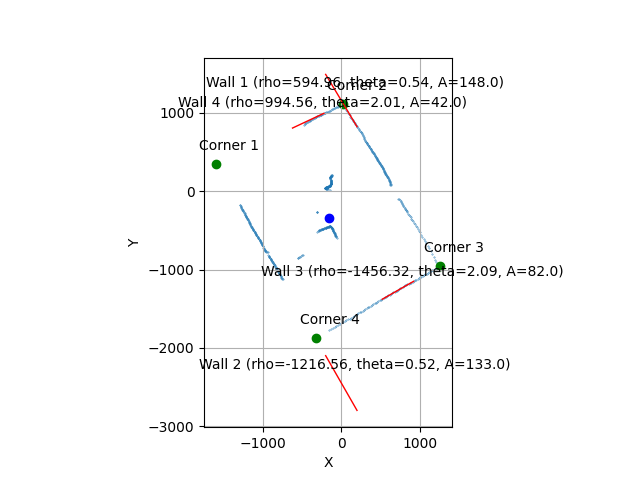 Wall 1 (rho=594.96, theta=0.54, A=148.0)
Corner 2
Wall 4 (rho=994.56, theta=2.01, A=42.0)
Corner 1
Corner 3
Wall 3 (rho=-1456.32, theta=2.09, A=82.0)
Corner 4
Wall 2 (rho=-1216.56, theta=0.52, A=133.0)
1000
0
−1000
−2000
−3000
Y
−1000
0
1000
X